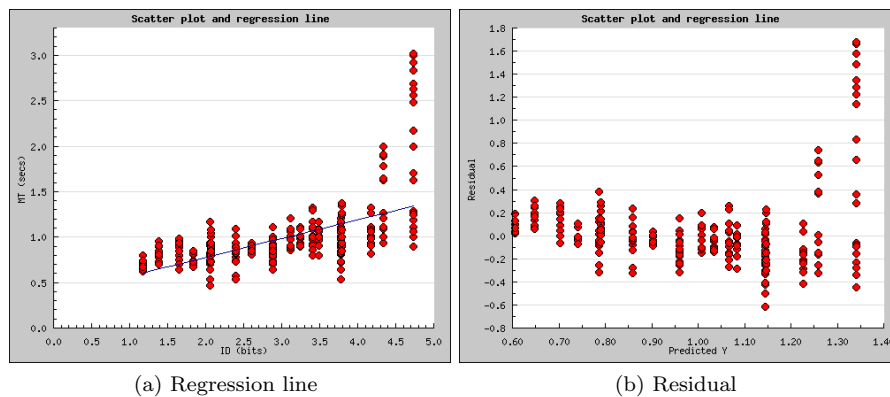 Scatter plot and regression line
MT (secs)
3.0
2.5
2.0
1.5
1.0
0.5
0.0
0.0 0.5 1.0 1.5 2.0 2.5 3.0 3.5 4.0 4.5 5.0
ID (bits)
(a) Regression line
Scatter plot and regression line
Residual
1.8
1.6
1.4
1.2
1.0
0.8
0.6
0.4
0.2
0.0
-0.2
-0.4
-0.6
-0.8
0.60 0.70 0.80 0.90 1.00 1.10 1.20 1.30 1.40
Predicted Y
(b) Residual